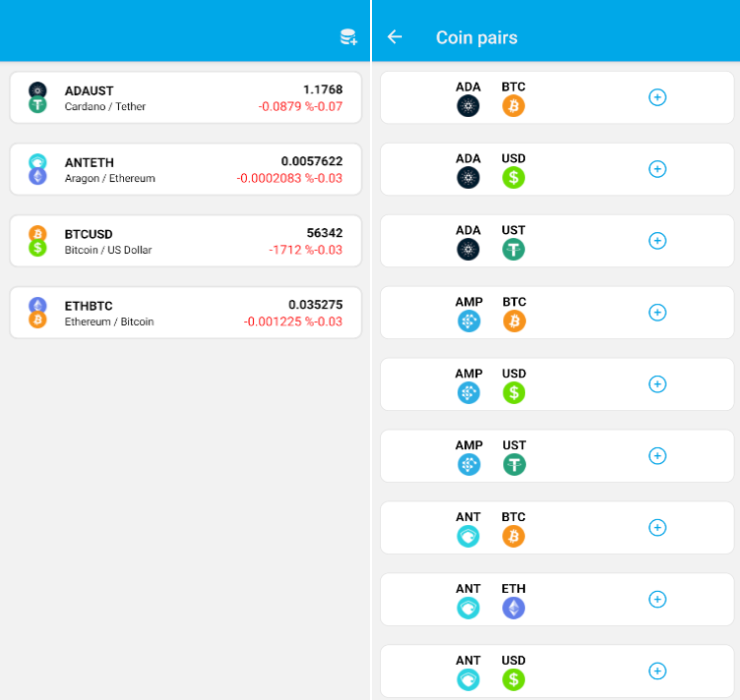 ADAUST 1.1768
Cardano / Tether -0.0879 %-0.07
ANTETH 0.0057622
Aragon / Ethereum -0.0002083 %-0.03
BTCUSD 56342
Bitcoin / US Dollar -1712 %-0.03
ETHBTC 0.035275
Ethereum / Bitcoin -0.001225 %-0.03
Coin pairs
ADA BTC
ADA USD
ADA UST
AMP BTC
AMP USD
AMP UST
ANT BTC
ANT ETH
ANT USD